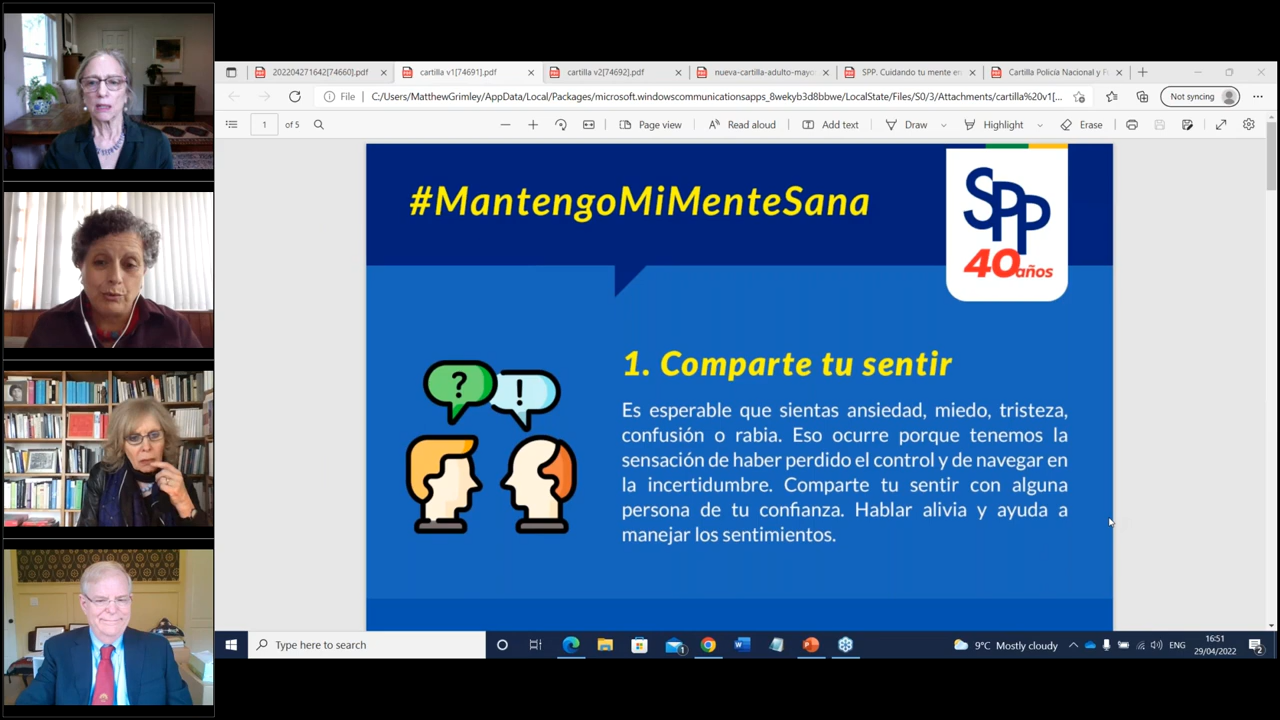 202204271642[74660].pdf
cartilla v1[74691].pdf
cartilla v2[74692].pdf
nueva-cartilla-adulto-mayo
SPP. Cuidando tu mente en
Cartilla Policía Nacional y F
Not syncing
File
C:/Users/MatthewGrimley/AppData/Local/Packages/microsoft.windowscommunicationsapps_8wekyb3d8bbwe/LocalState/Files/S0/3/Attachments/cartilla%20v1[...
1 of 5
Page view
Read aloud
Add text
Draw
Highlight
Erase
#MantengoMiMenteSana
SPP
40años
? !
1. Comparte tu sentir
Es esperable que sientas ansiedad, miedo, tristeza,
confusión o rabia. Eso ocurre porque tenemos la
sensación de haber perdido el control y de navegar en
la incertidumbre. Comparte tu sentir con alguna
persona de tu confianza. Hablar alivia y ayuda a
manejar los sentimientos.
Type here to search
1
9°C Mostly cloudy
ENG
16:51
29/04/2022
2